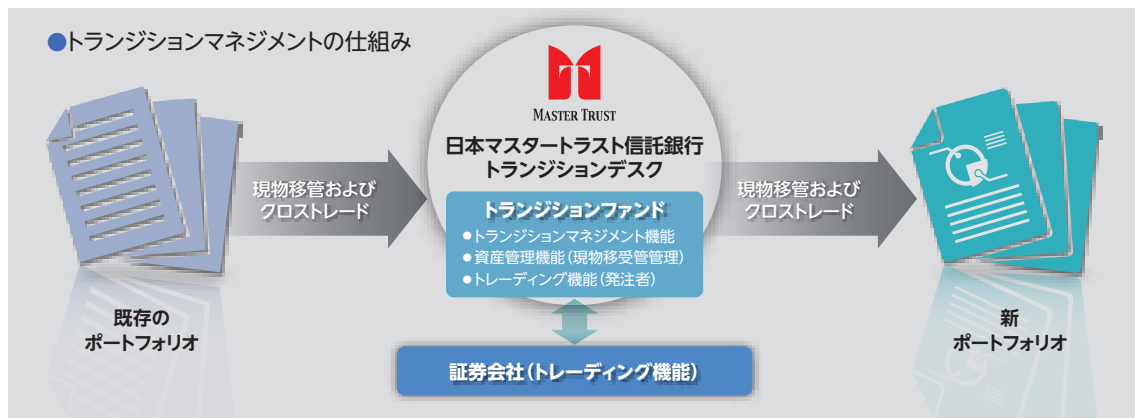 ●トランジションマネジメントの仕組み
MASTER TRUST
日本マスタートラスト信託銀行
トランジションデスク
現物移管および
クロストレード
トランジションファンド
●トランジションマネジメント機能
●資産管理機能(現物移受管管理)
●トレーディング機能(発注者)
現物移管および
クロストレード
既存の
ポートフォリオ
新
ポートフォリオ
証券会社(トレーディング機能)